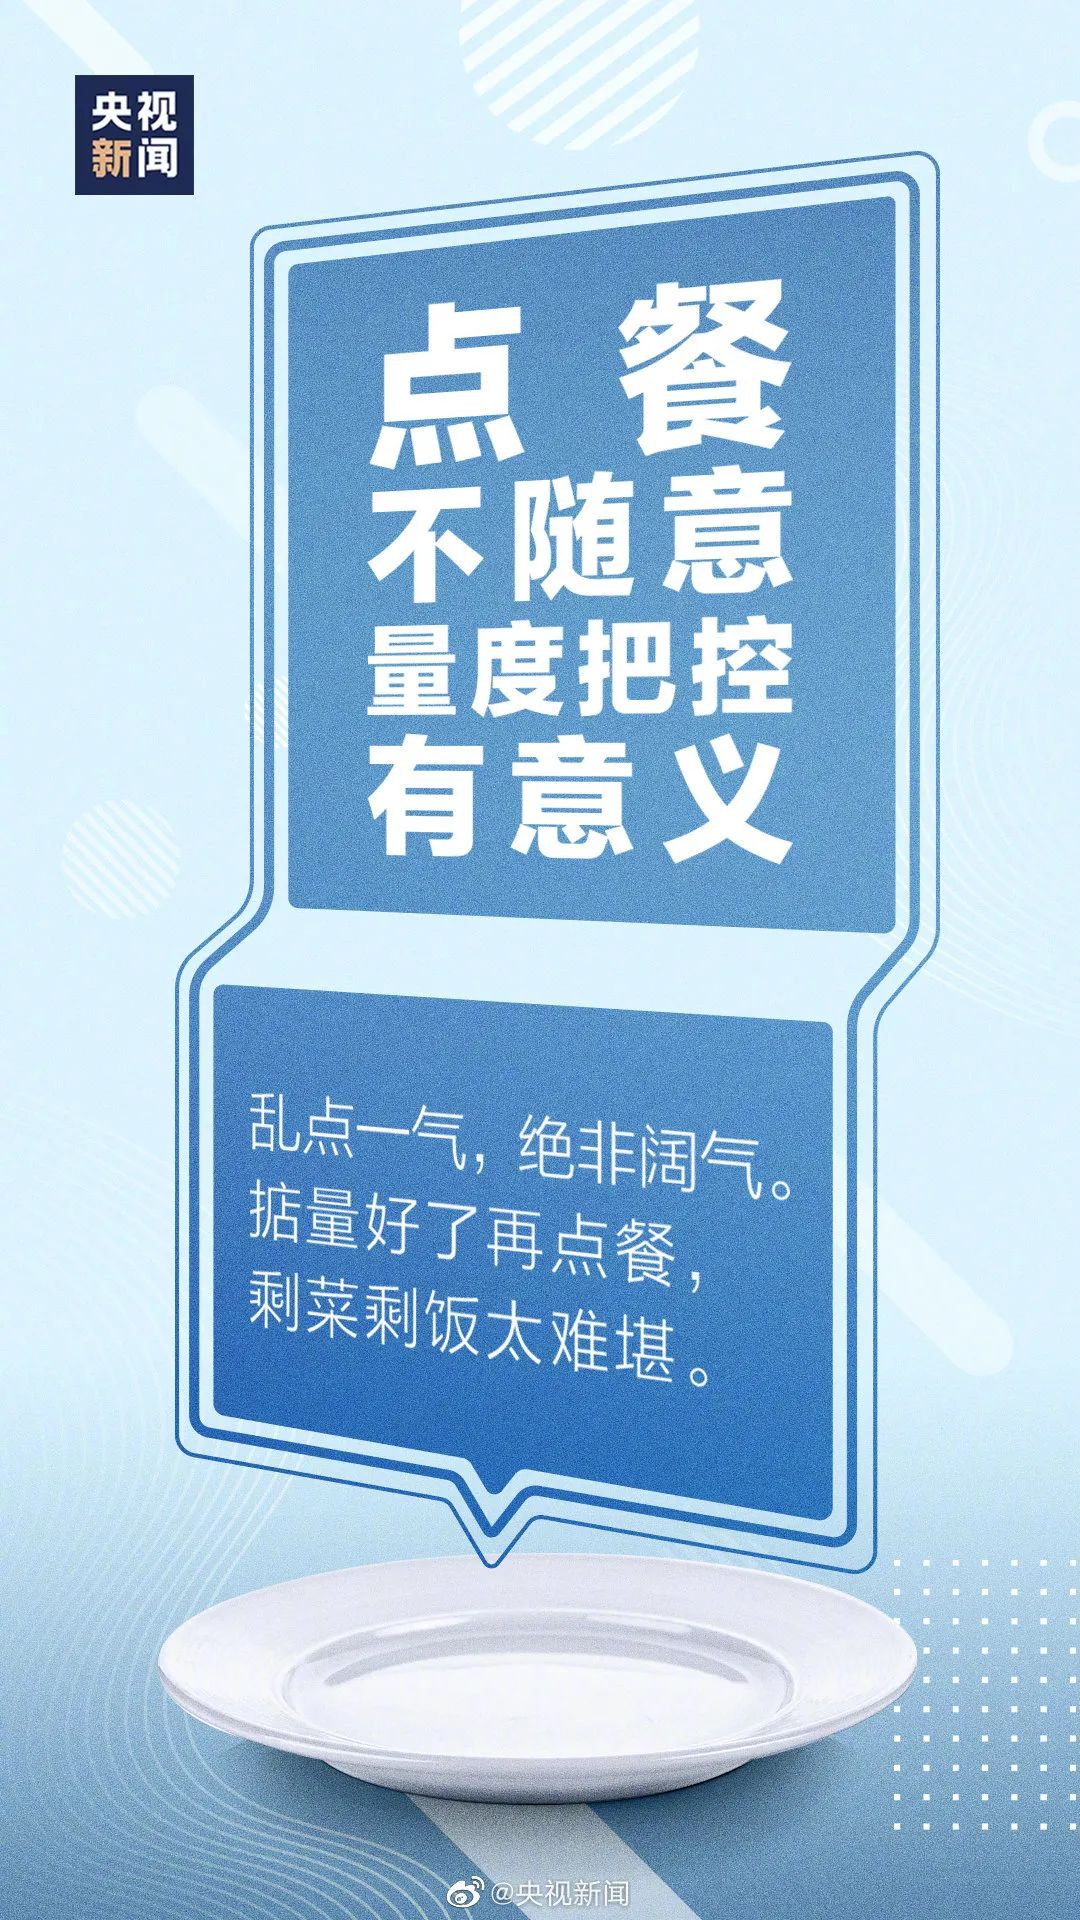 央视
新闻
点餐
不随意
量度把控
有意义
乱点一气，绝非阔气。
掂量好了再点餐，
剩菜剩饭太难堪。
@央视新闻